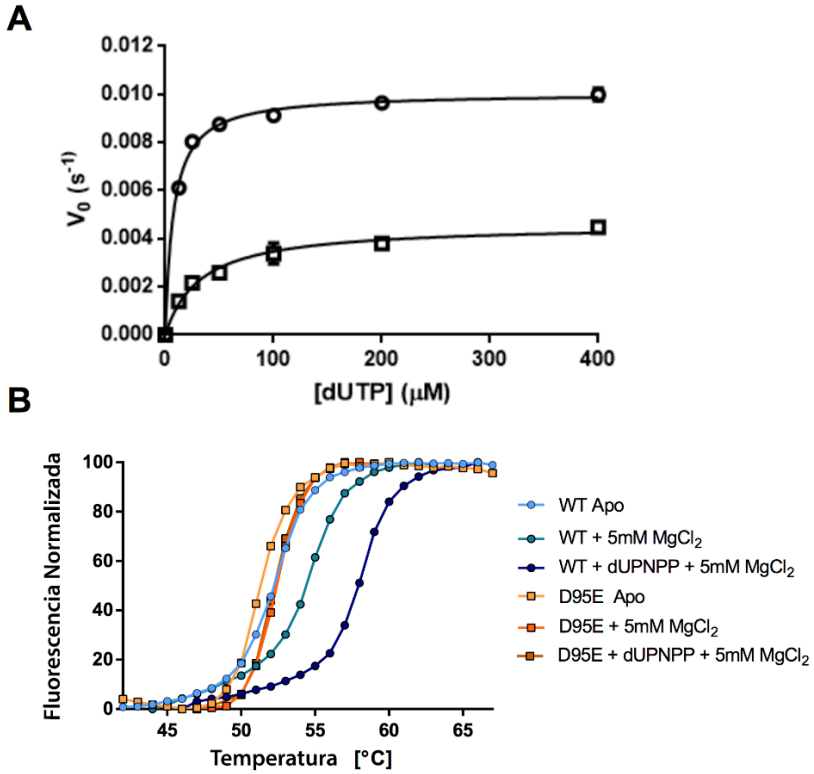 A
0.012
0.010
0.008
0.006
0.004
0.002
0.000
V0 (s-1)
0 100 200 300 400
[dUTP] (μM)
B
Fluorescencia Normalizada
100
80
60
40
20
0
45 50 55 60 65
Temperatura [°C]
WT Apo
WT + 5mM MgCl2
WT + dUPNPP + 5mM MgCl2
D95E Apo
D95E + 5mM MgCl2
D95E + dUPNPP + 5mM MgCl2